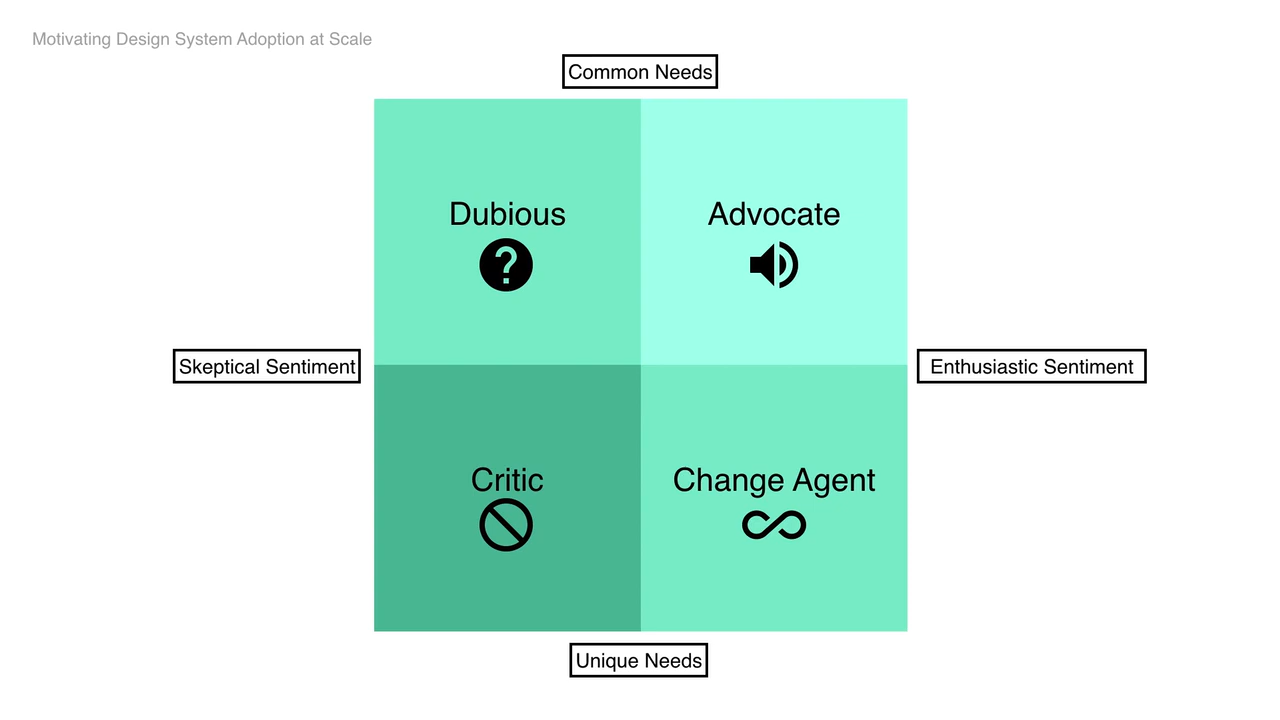 Motivating Design System Adoption at Scale
Common Needs
Dubious
Advocate
?
Skeptical Sentiment
Enthusiastic Sentiment
Critic
Change Agent
Unique Needs